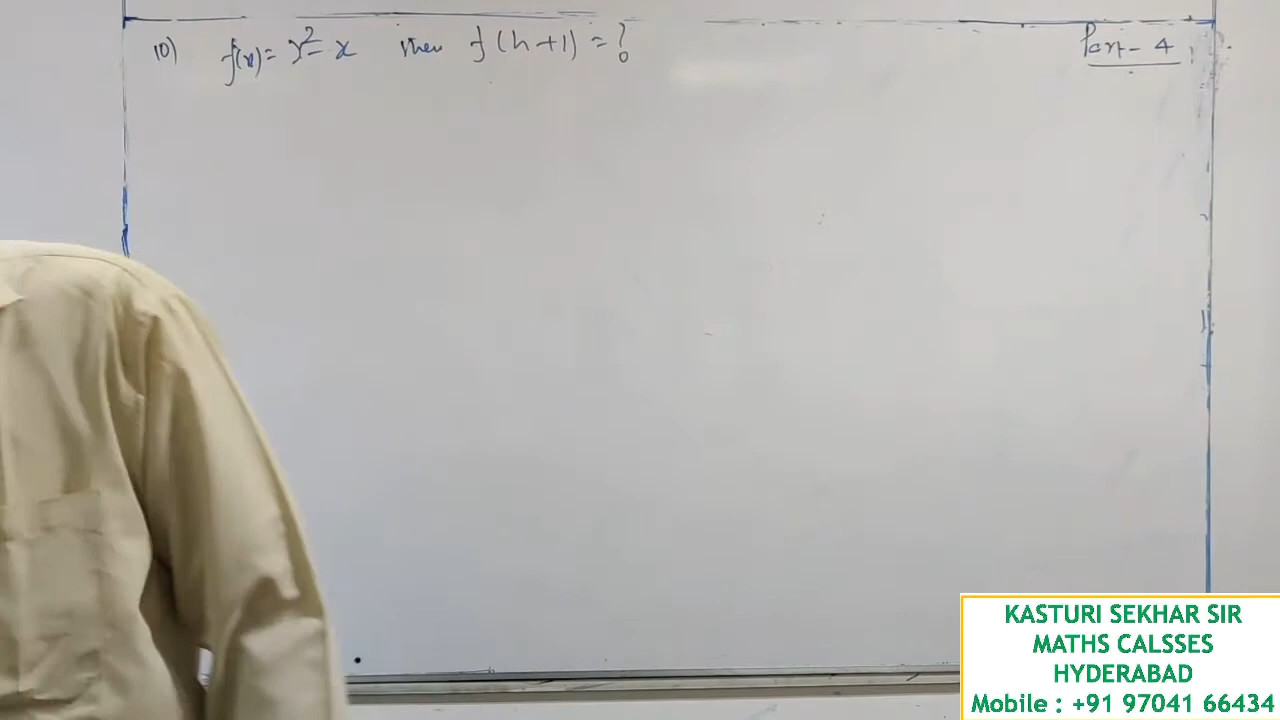 10) f(x) = x² - x then f(h+1) = ?
Part - 4
KASTURI SEKHAR SIR
MATHS CALSSES
HYDERABAD
Mobile : +91 97041 66434